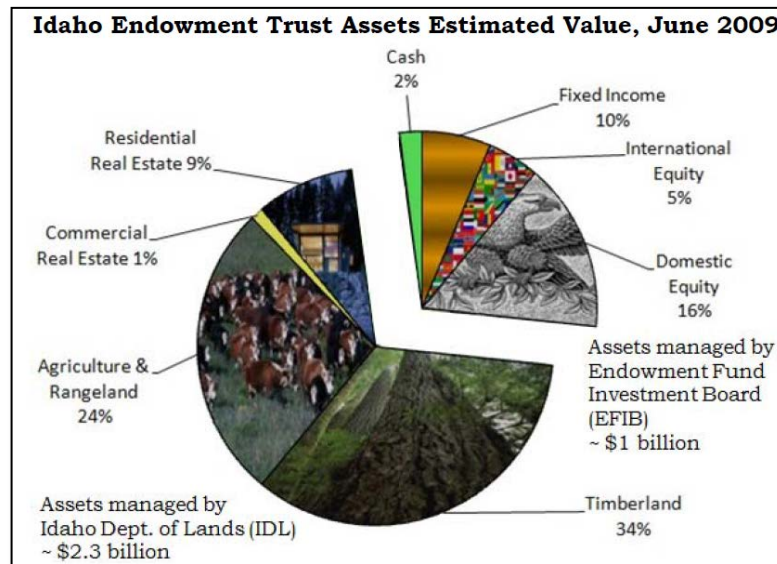 Idaho Endowment Trust Assets Estimated Value, June 2009
Cash
2%
Fixed Income
10%
International
Equity
5%
Domestic
Equity
16%
Assets managed by
Endowment Fund
Investment Board
(EFIB)
~ $1 billion
Timberland
34%
Assets managed by
Idaho Dept. of Lands (IDL)
~ $2.3 billion
Agriculture &
Rangeland
24%
Commercial
Real Estate 1%
Residential
Real Estate 9%